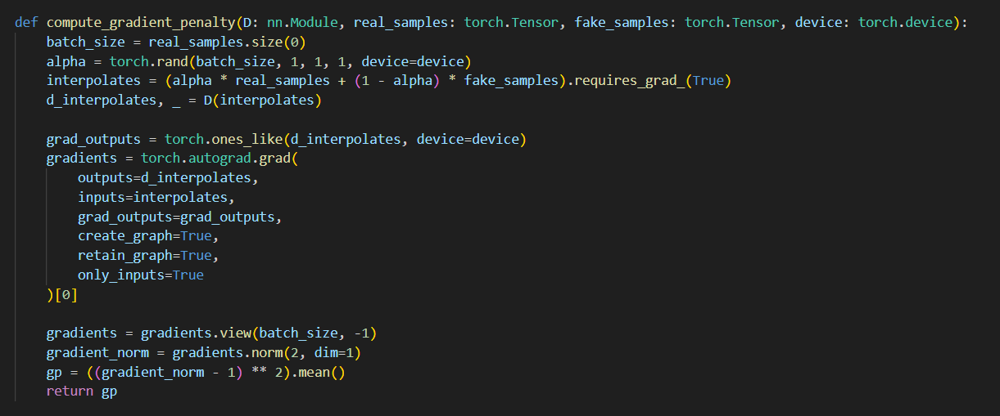 def compute_gradient_penalty(D: nn.Module, real_samples: torch.Tensor, fake_samples: torch.Tensor, device: torch.device):
    batch_size = real_samples.size(0)
    alpha = torch.rand(batch_size, 1, 1, 1, device=device)
    interpolates = (alpha * real_samples + (1 - alpha) * fake_samples).requires_grad_(True)
    d_interpolates, _ = D(interpolates)

    grad_outputs = torch.ones_like(d_interpolates, device=device)
    gradients = torch.autograd.grad(
        outputs=d_interpolates,
        inputs=interpolates,
        grad_outputs=grad_outputs,
        create_graph=True,
        retain_graph=True,
        only_inputs=True
    )[0]

    gradients = gradients.view(batch_size, -1)
    gradient_norm = gradients.norm(2, dim=1)
    gp = ((gradient_norm - 1) ** 2).mean()
    return gp